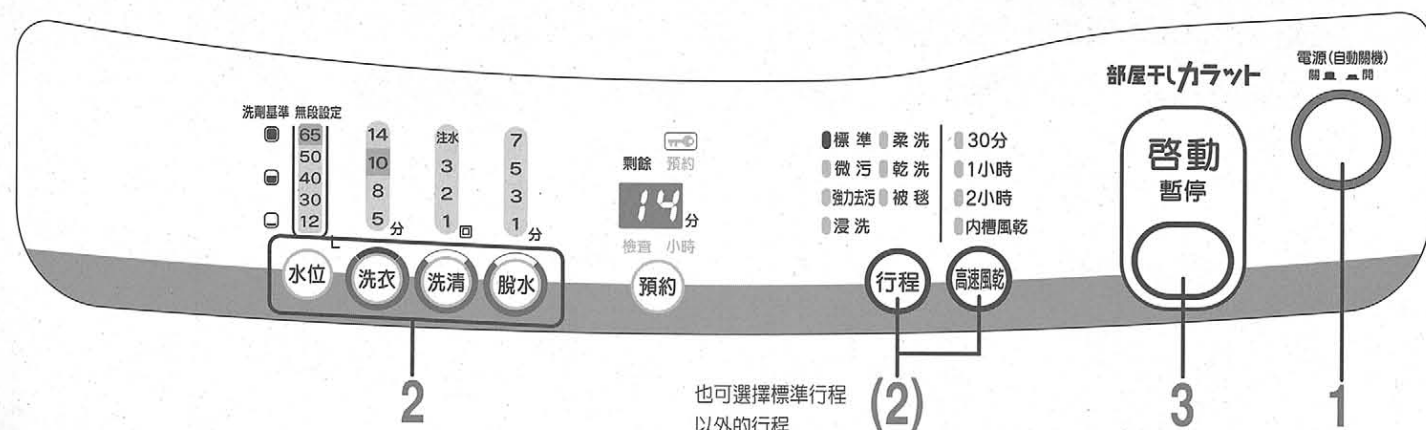 電源(自動關機)
關 開
部屋干しカラット
啓動
暫停
洗劑基準 無段設定
65
50
40
30
12
L
14
10
8
5
分
注水
3
2
1
回
7
5
3
1
分
剩餘 預約
14
分
檢查 小時
標準 柔洗
微污 乾洗
強力去污 被毯
浸洗
30分
1小時
2小時
內槽風乾
水位
洗衣
洗清
脫水
預約
行程
高速風乾
2
(2)
3
1
也可選擇標準行程
以外的行程